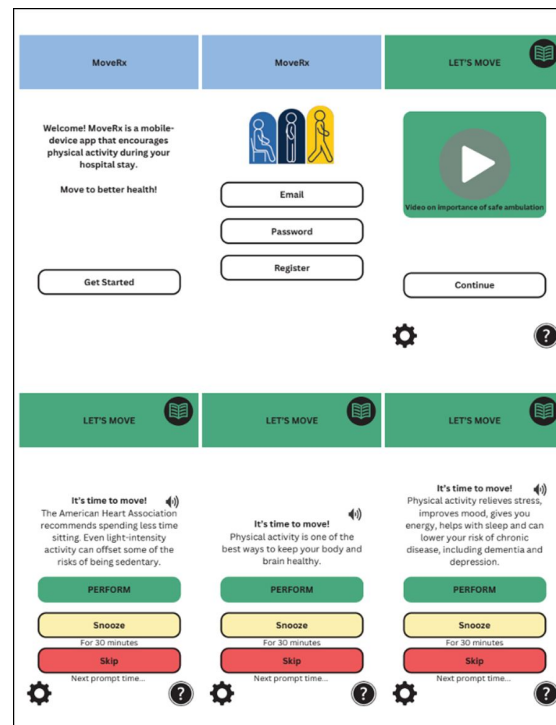 MoveRx
Welcome! MoveRx is a mobile-
device app that encourages
physical activity during your
hospital stay.
Move to better health!
Get Started
MoveRx
Email
Password
Register
LET'S MOVE
Video on importance of safe ambulation
Continue
?
LET'S MOVE
It's time to move!
The American Heart Association
recommends spending less time
sitting. Even light-intensity
activity can offset some of the
risks of being sedentary.
PERFORM
Snooze
For 30 minutes
Skip
Next prompt time...
?
LET'S MOVE
It's time to move!
Physical activity is one of the
best ways to keep your body and
brain healthy.
PERFORM
Snooze
For 30 minutes
Skip
Next prompt time...
?
LET'S MOVE
It's time to move!
Physical activity relieves stress,
improves mood, gives you
energy, helps with sleep and can
lower your risk of chronic
disease, including dementia and
depression.
PERFORM
Snooze
For 30 minutes
Skip
Next prompt time...
?